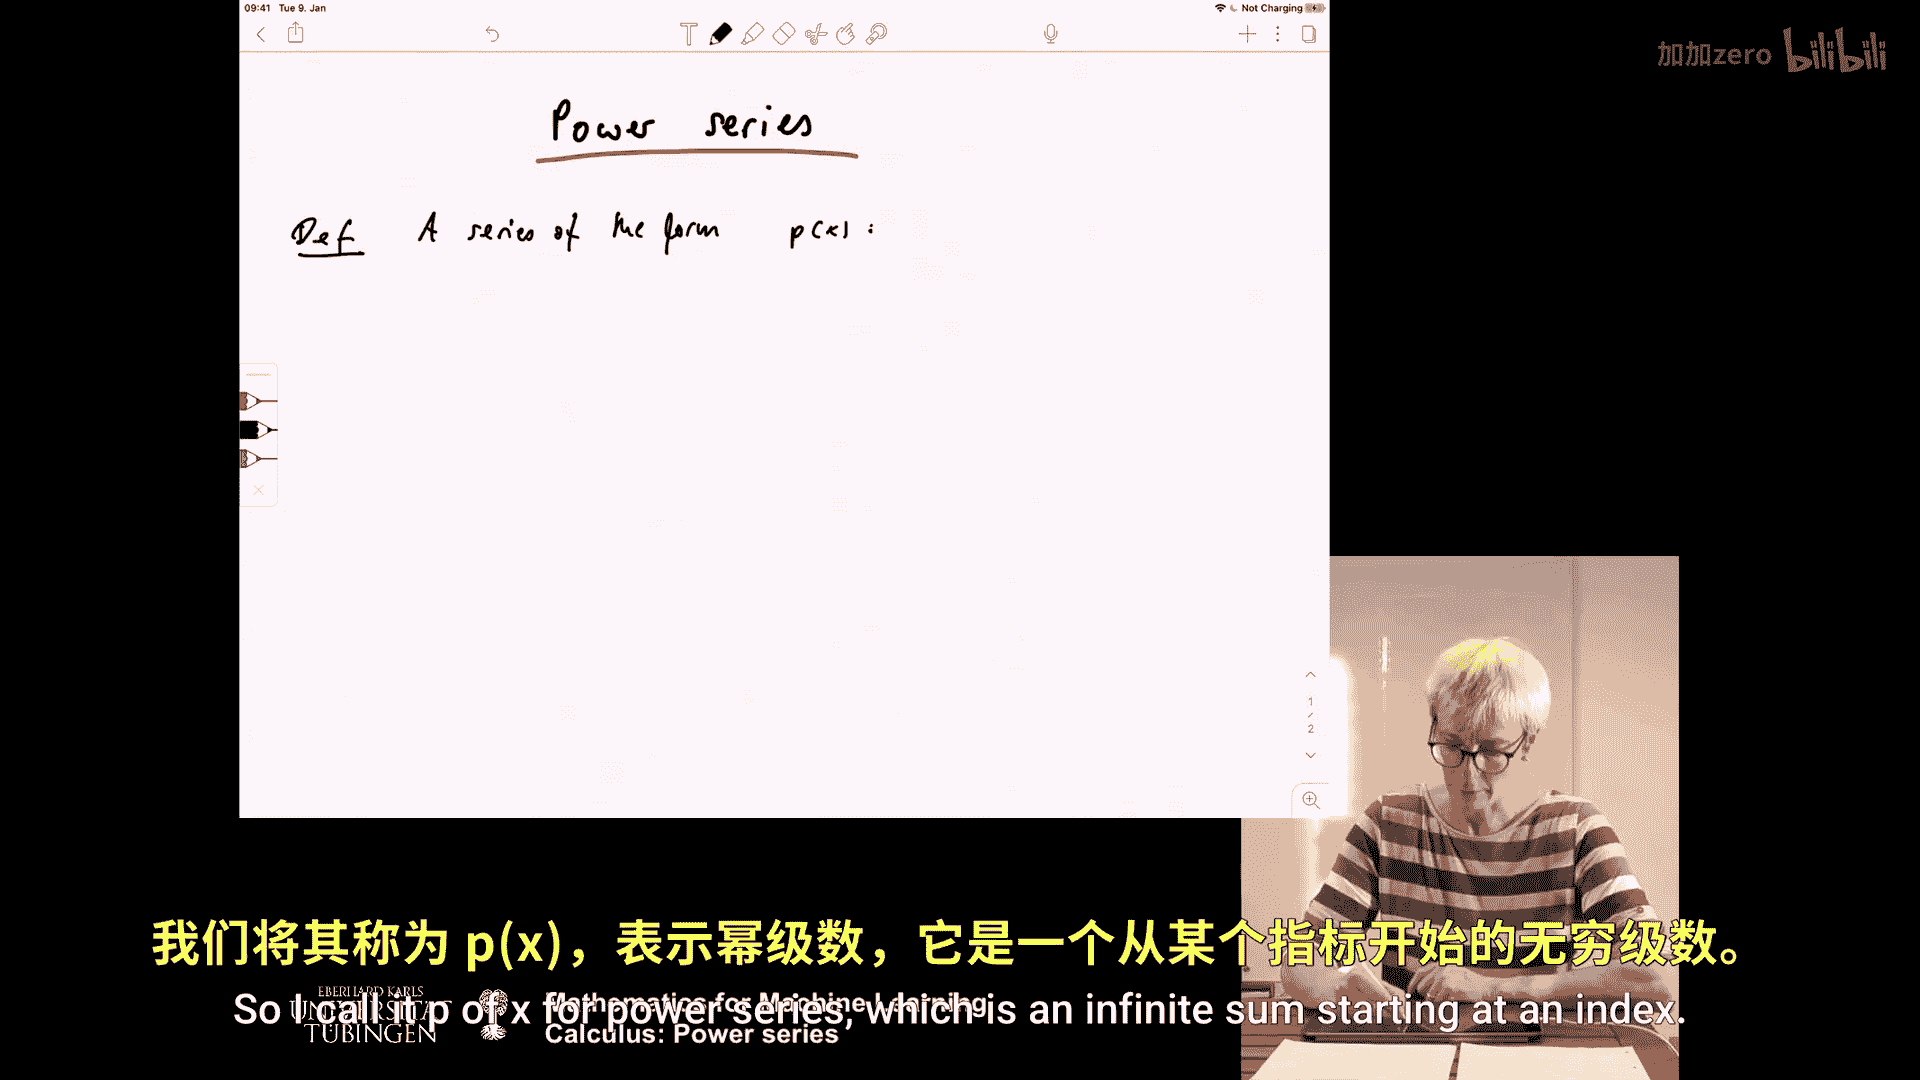 09:41 Tue 9. Jan
Not Charging
加加zero bilibili
Power series
Def A series of the form p(x) :
1
/
2
我们将其称为 p(x)，表示幂级数，它是一个从某个指标开始的无穷级数。
EBERHARD KARLS
UNIVERSITÄT
TÜBINGEN
Mathematics for Machine Learning
So I call it p of x for power series, which is an infinite sum starting at an index.
Calculus: Power series